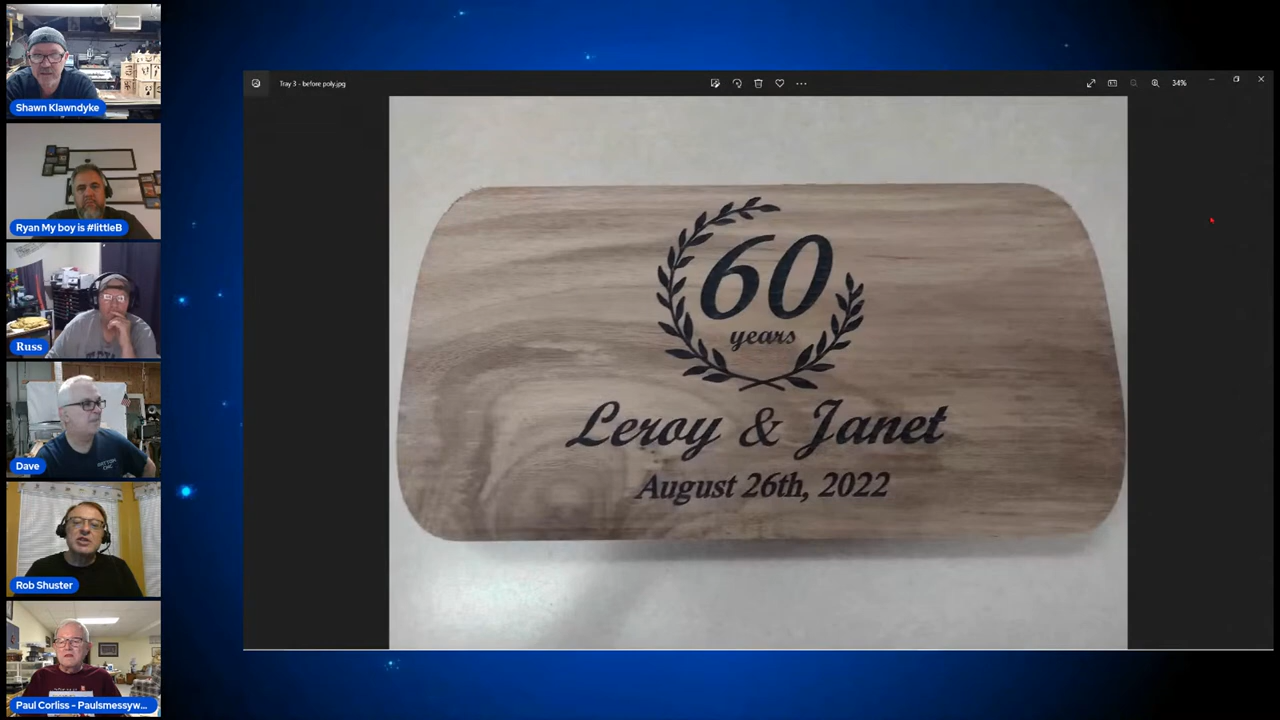 Shawn Klawndyke
Ryan My boy is #littleB
Russ
Dave
Rob Shuster
Paul Corliss - Paulsmessyw...
Tray 3 - before poly.jpg
34%
60
years
Leroy & Janet
August 26th, 2022